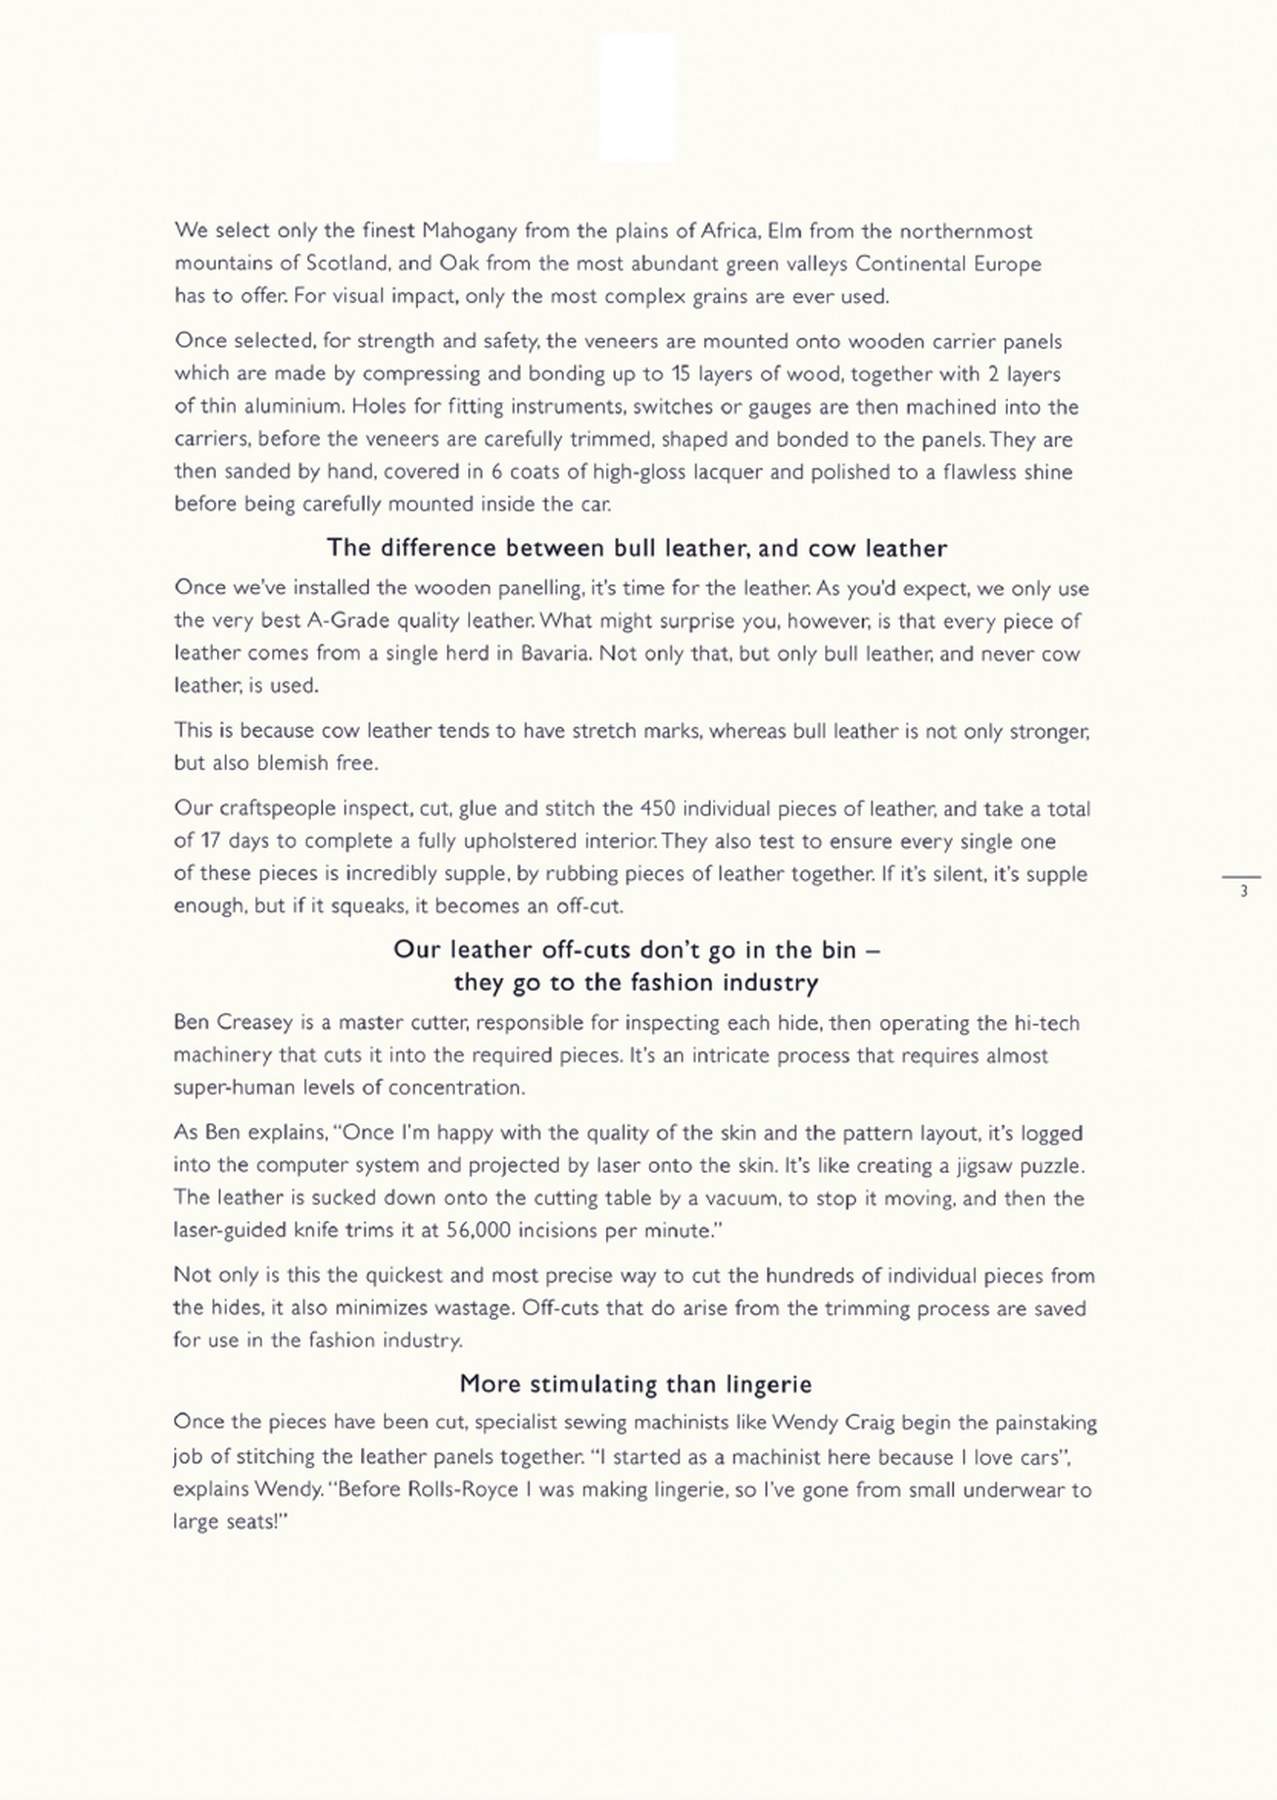 We select only the finest Mahogany from the plains of Africa, Elm from the northernmost
mountains of Scotland, and Oak from the most abundant green valleys Continental Europe
has to offer. For visual impact, only the most complex grains are ever used.
Once selected, for strength and safety, the veneers are mounted onto wooden carrier panels
which are made by compressing and bonding up to 15 layers of wood, together with 2 layers
of thin aluminium. Holes for fitting instruments, switches or gauges are then machined into the
carriers, before the veneers are carefully trimmed, shaped and bonded to the panels. They are
then sanded by hand, covered in 6 coats of high-gloss lacquer and polished to a flawless shine
before being carefully mounted inside the car.
The difference between bull leather, and cow leather
Once we've installed the wooden panelling, it's time for the leather. As you'd expect, we only use
the very best A-Grade quality leather. What might surprise you, however, is that every piece of
leather comes from a single herd in Bavaria. Not only that, but only bull leather, and never cow
leather, is used.
This is because cow leather tends to have stretch marks, whereas bull leather is not only stronger,
but also blemish free.
Our craftspeople inspect, cut, glue and stitch the 450 individual pieces of leather, and take a total
of 17 days to complete a fully upholstered interior. They also test to ensure every single one
of these pieces is incredibly supple, by rubbing pieces of leather together. If it's silent, it's supple
enough, but if it squeaks, it becomes an off-cut.
3
Our leather off-cuts don't go in the bin –
they go to the fashion industry
Ben Creasey is a master cutter, responsible for inspecting each hide, then operating the hi-tech
machinery that cuts it into the required pieces. It's an intricate process that requires almost
super-human levels of concentration.
As Ben explains, “Once I'm happy with the quality of the skin and the pattern layout, it's logged
into the computer system and projected by laser onto the skin. It's like creating a jigsaw puzzle.
The leather is sucked down onto the cutting table by a vacuum, to stop it moving, and then the
laser-guided knife trims it at 56,000 incisions per minute.”
Not only is this the quickest and most precise way to cut the hundreds of individual pieces from
the hides, it also minimizes wastage. Off-cuts that do arise from the trimming process are saved
for use in the fashion industry.
More stimulating than lingerie
Once the pieces have been cut, specialist sewing machinists like Wendy Craig begin the painstaking
job of stitching the leather panels together. “I started as a machinist here because I love cars”,
explains Wendy. “Before Rolls-Royce I was making lingerie, so I've gone from small underwear to
large seats!”